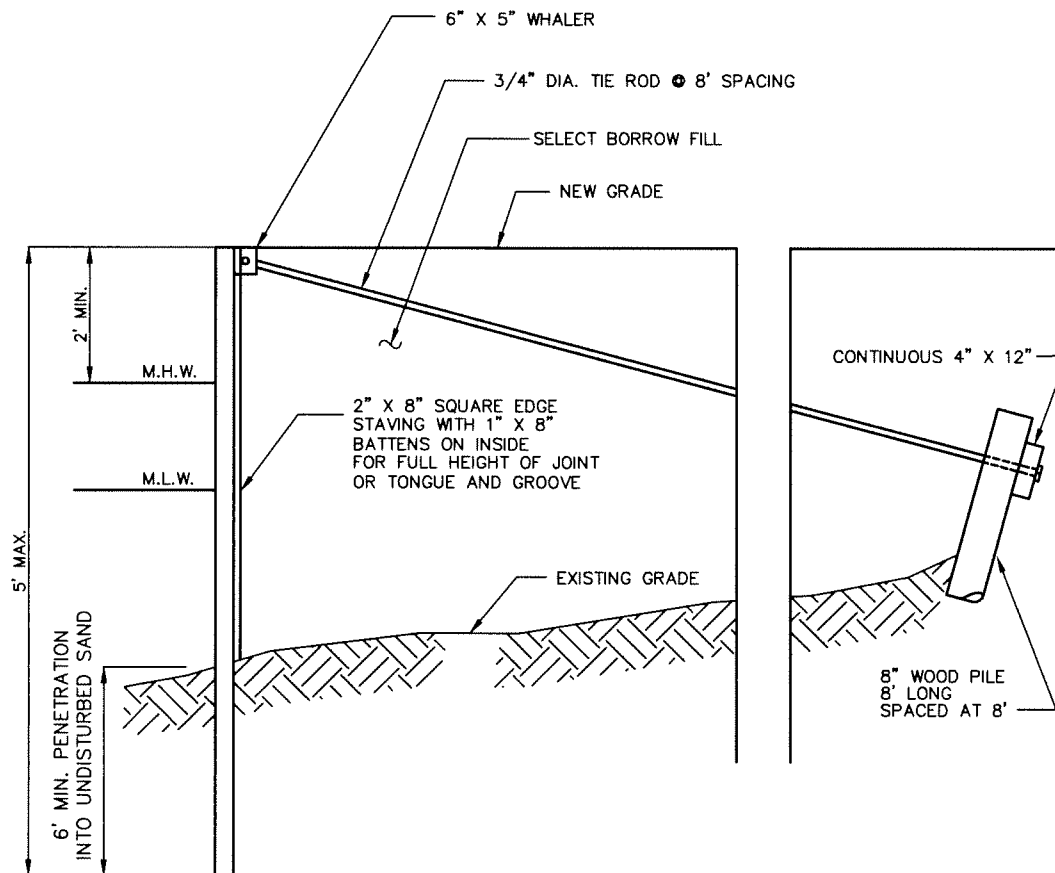 6" X 5" WHALER
3/4" DIA. TIE ROD @ 8' SPACING
SELECT BORROW FILL
NEW GRADE
2' MIN.
M.H.W.
CONTINUOUS 4" X 12"
2" X 8" SQUARE EDGE
STAVING WITH 1" X 8"
BATTENS ON INSIDE
FOR FULL HEIGHT OF JOINT
OR TONGUE AND GROOVE
M.L.W.
5' MAX.
EXISTING GRADE
6' MIN. PENETRATION
INTO UNDISTURBED SAND
8" WOOD PILE
8' LONG
SPACED AT 8'